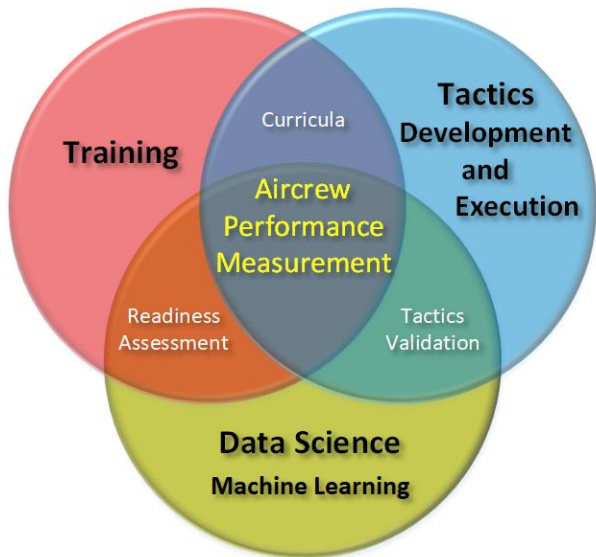 Training
Curricula
Tactics
Development
and
Execution
Aircrew
Performance
Measurement
Readiness
Assessment
Tactics
Validation
Data Science
Machine Learning